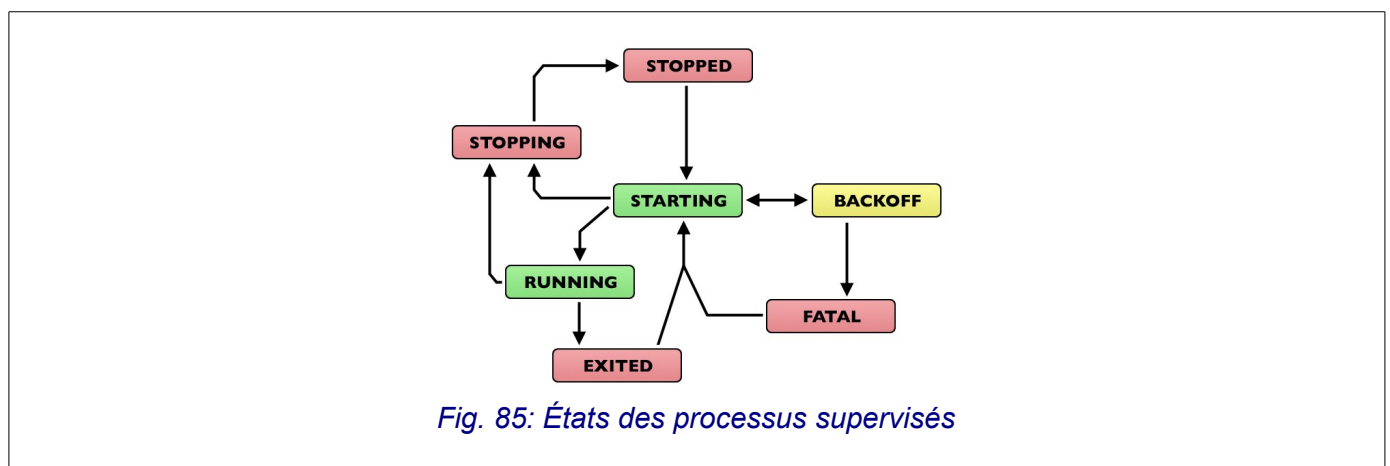 STOPPED
STOPPING
STARTING
BACKOFF
RUNNING
FATAL
EXITED
Fig. 85: États des processus supervisés